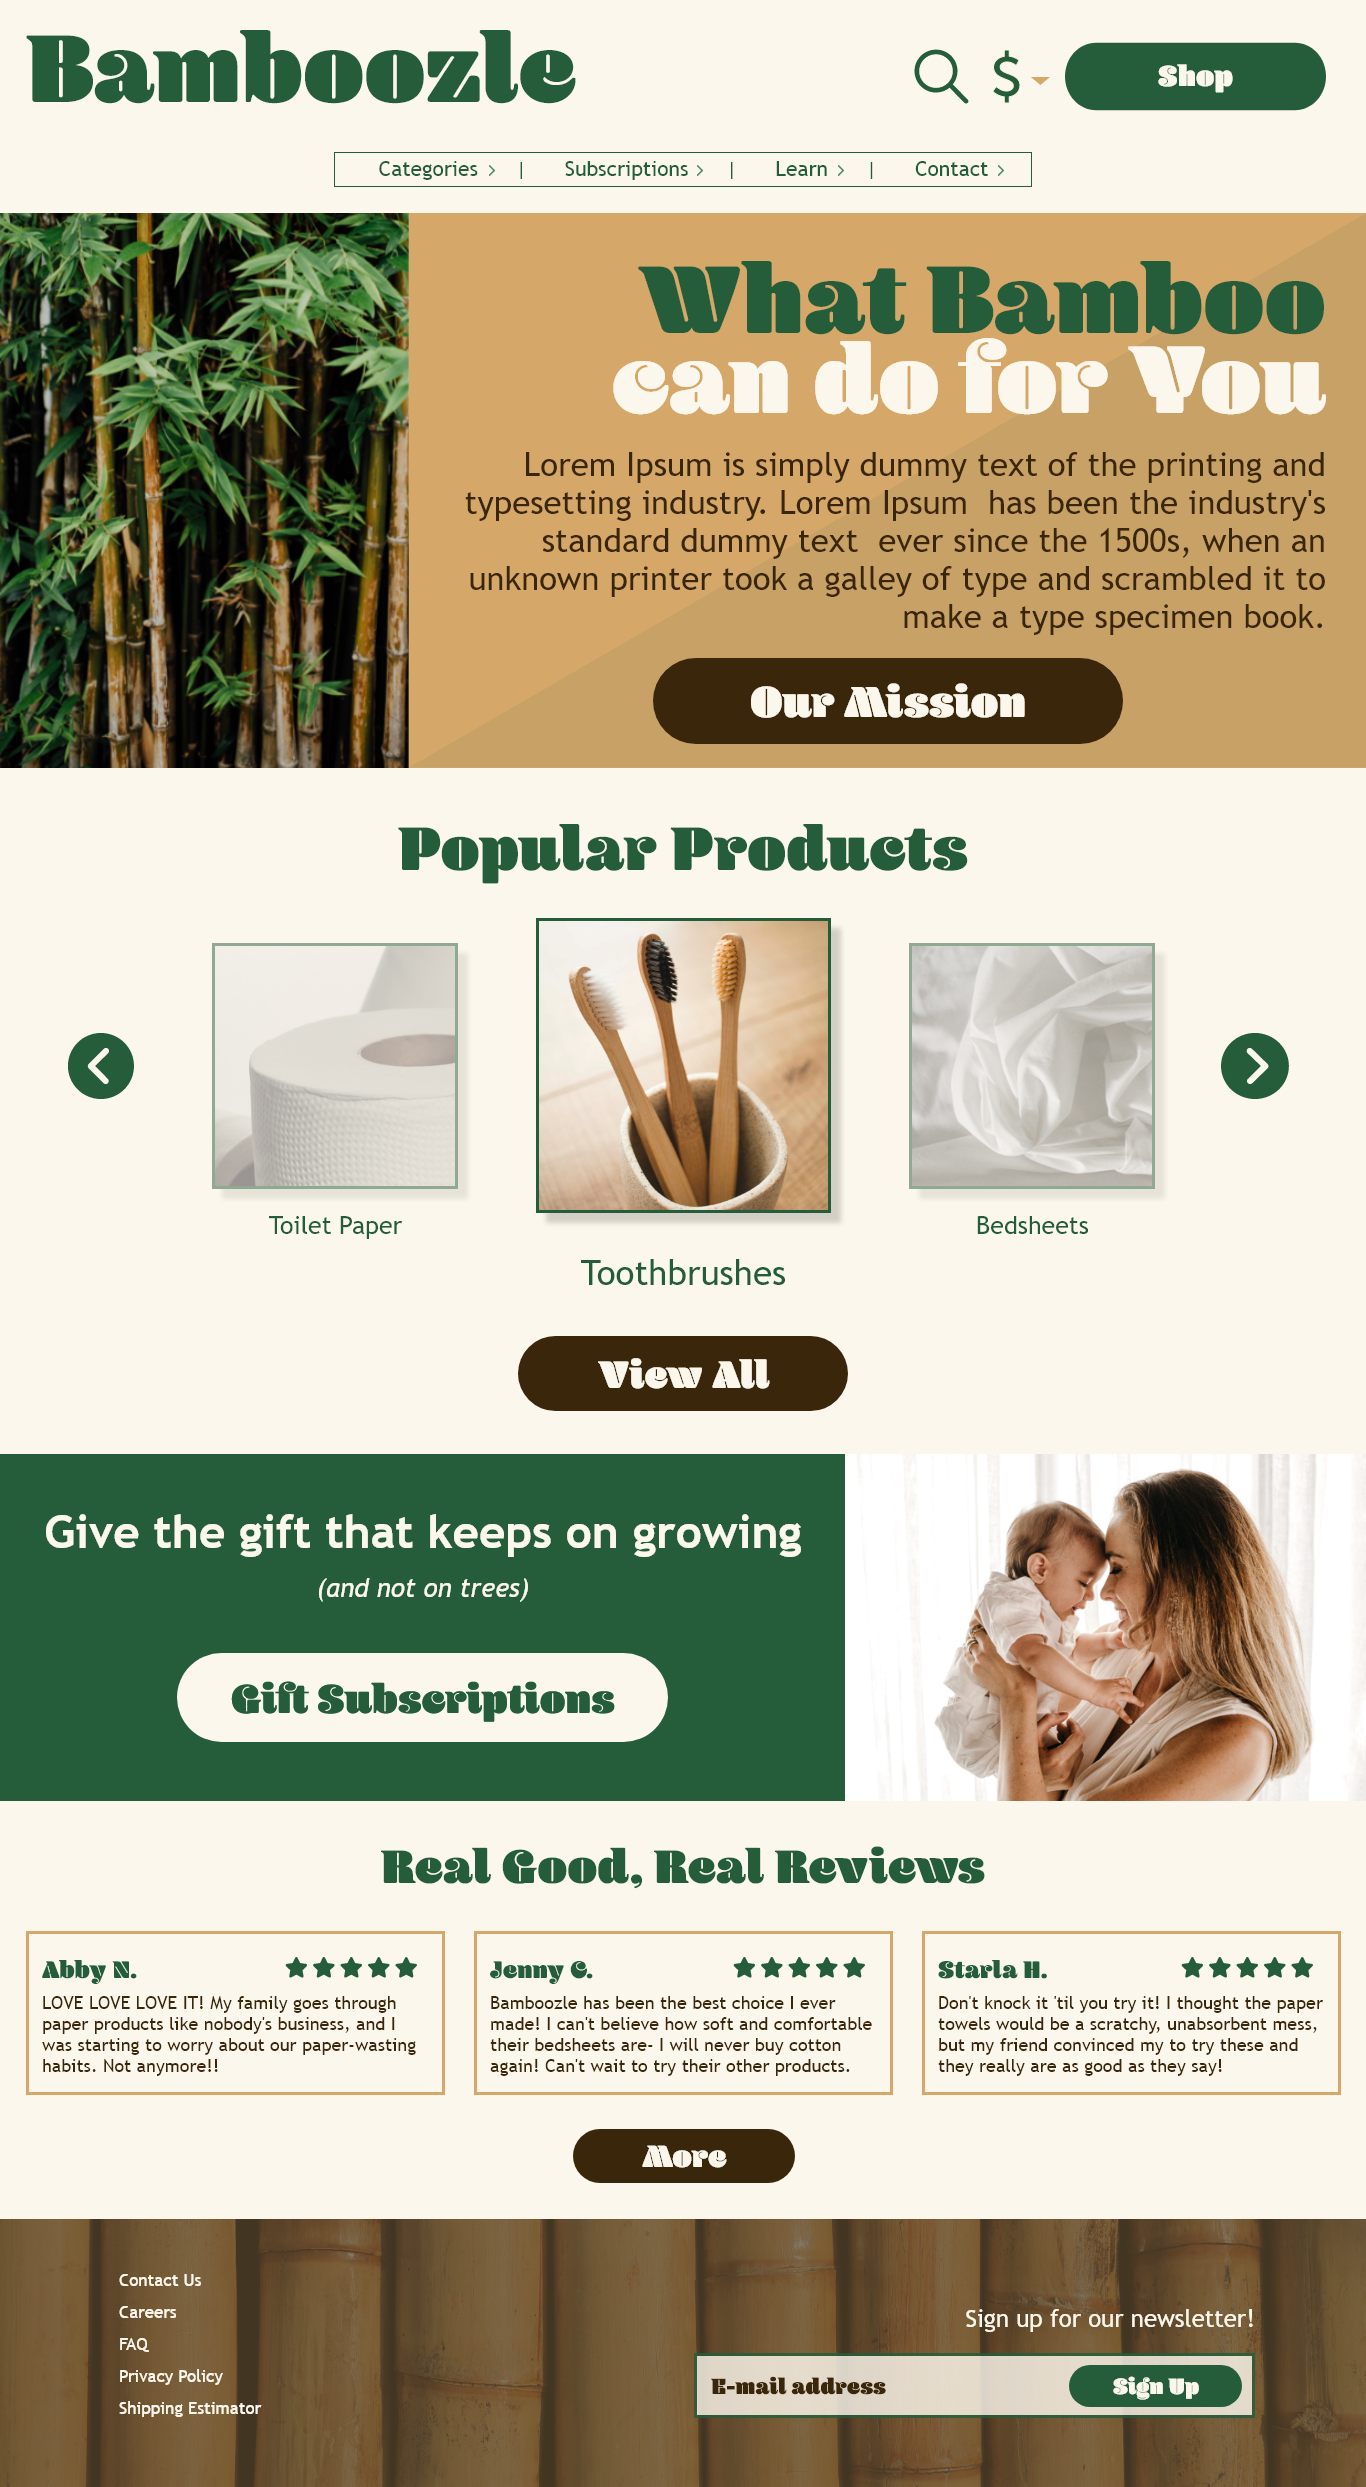 Bamboozle
$
Shop
Categories > | Subscriptions > | Learn > | Contact >
What Bamboo
can do for You
Lorem Ipsum is simply dummy text of the printing and
typesetting industry. Lorem Ipsum  has been the industry's
standard dummy text  ever since the 1500s, when an
unknown printer took a galley of type and scrambled it to
make a type specimen book.
Our Mission
Popular Products
Toilet Paper
Toothbrushes
Bedsheets
View All
Give the gift that keeps on growing
(and not on trees)
Gift Subscriptions
Real Good, Real Reviews
Abby N.
LOVE LOVE LOVE IT! My family goes through
paper products like nobody's business, and I
was starting to worry about our paper-wasting
habits. Not anymore!!
Jenny C.
Bamboozle has been the best choice I ever
made! I can't believe how soft and comfortable
their bedsheets are- I will never buy cotton
again! Can't wait to try their other products.
Starla H.
Don't knock it 'til you try it! I thought the paper
towels would be a scratchy, unabsorbent mess,
but my friend convinced my to try these and
they really are as good as they say!
More
Contact Us
Careers
FAQ
Privacy Policy
Shipping Estimator
Sign up for our newsletter!
E-mail address
Sign Up